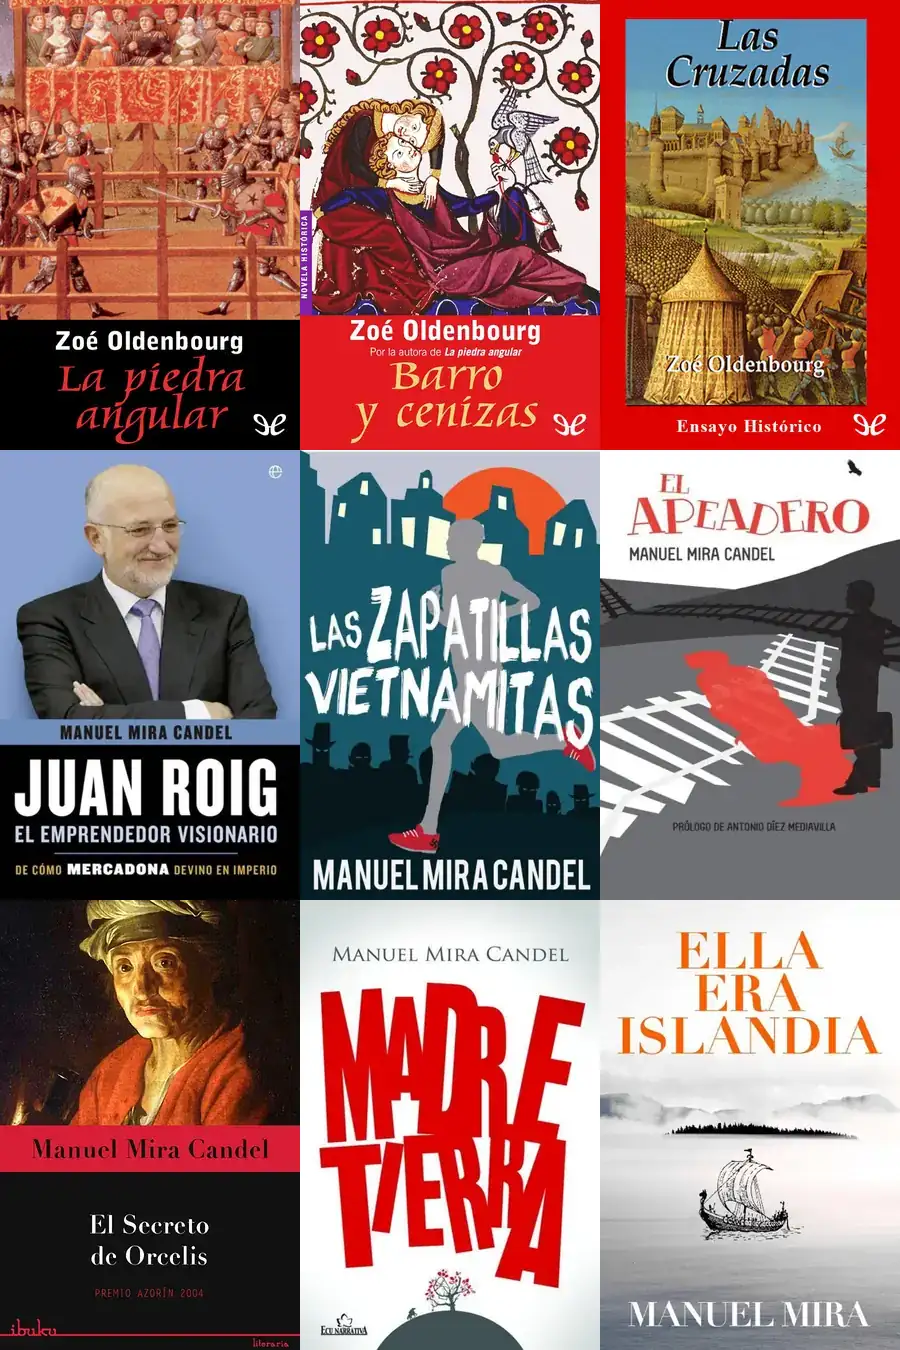 Zoé Oldenbourg
La piedra
angular
NOVELA HISTÓRICA
Zoé Oldenbourg
Por la autora de La piedra angular
Barro
y cenizas
Las
Cruzadas
Zoé Oldenbourg
Ensayo Histórico
MANUEL MIRA CANDEL
JUAN ROIG
EL EMPRENDEDOR VISIONARIO
DE CÓMO MERCADONA DEVINO EN IMPERIO
LAS ZAPATILLAS
VIETNAMITAS
MANUEL MIRA CANDEL
EL
APEADERO
MANUEL MIRA CANDEL
PRÓLOGO DE ANTONIO DÍEZ MEDIAVILLA
Manuel Mira Candel
El Secreto
de Orcelis
PREMIO AZORÍN 2004
ibuku
literaria
MANUEL MIRA CANDEL
MADRE
TIERRA
ECU NARRATIVA
ELLA
ERA
ISLANDIA
MANUEL MIRA